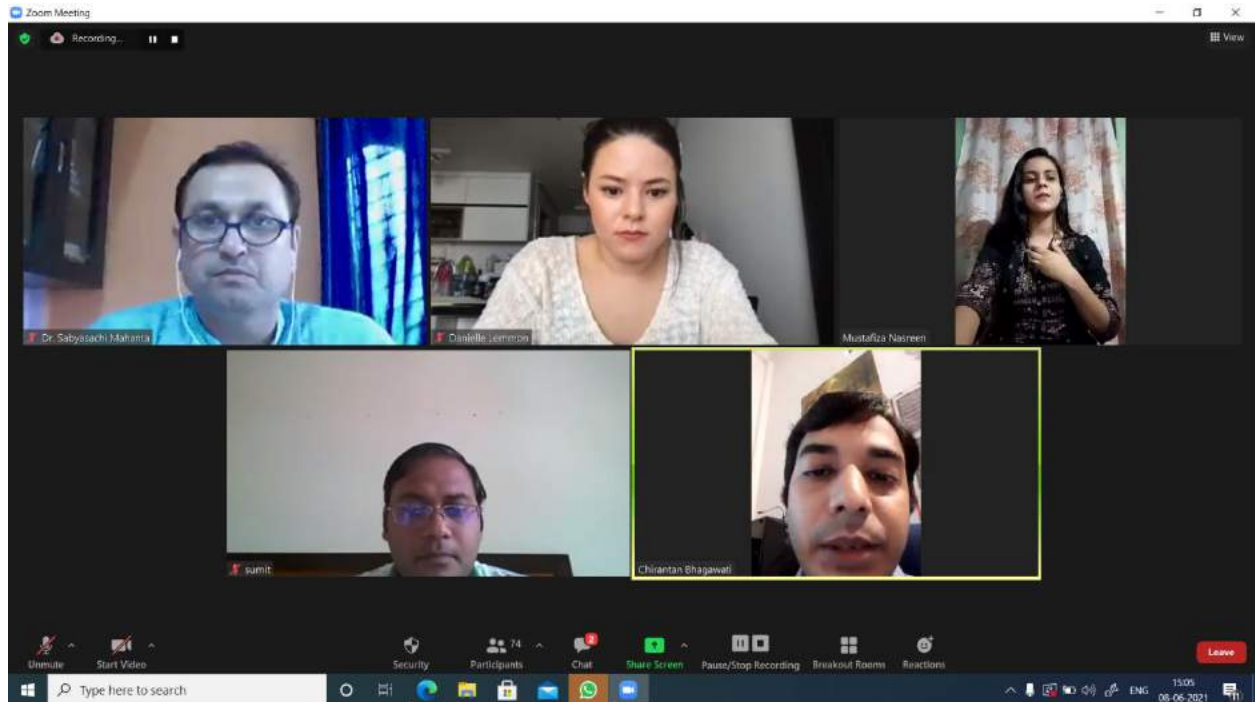 Zoom Meeting
Recording...
View
Dr. Sabyasachi Mahanta
Danielle Lemmon
Mustafiza Nasreen
sumit
Chirantan Bhagawati
Unmute
Start Video
Security
74
Participants
2
Chat
Share Screen
Pause/Stop Recording
Breakout Rooms
Reactions
Leave
Type here to search
ENG
15:05
08-06-2021